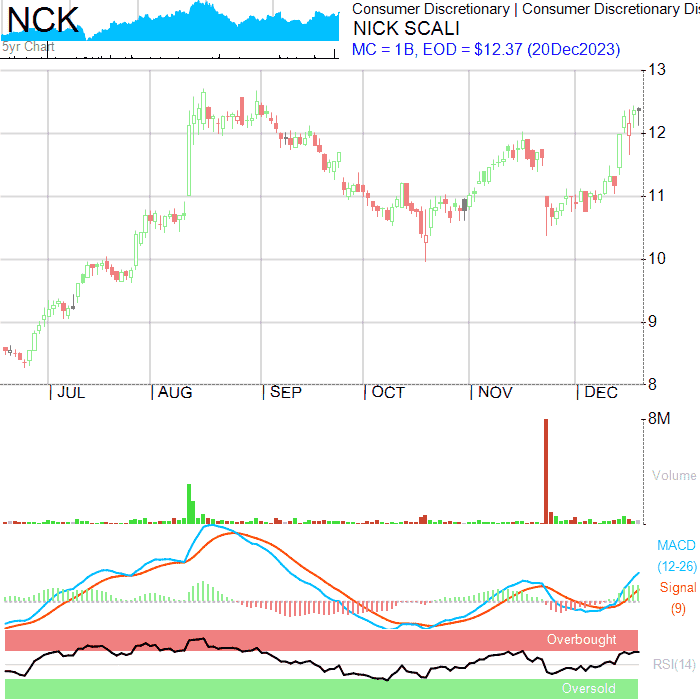 NCK
5yr Chart
Consumer Discretionary | Consumer Discretionary Dis
NICK SCALI
MC = 1B, EOD = $12.37 (20Dec2023)
13
12
11
10
9
8
JUL
AUG
SEP
OCT
NOV
DEC
8M
Volume
MACD
(12-26)
Signal
(9)
Overbought
RSI(14)
Oversold